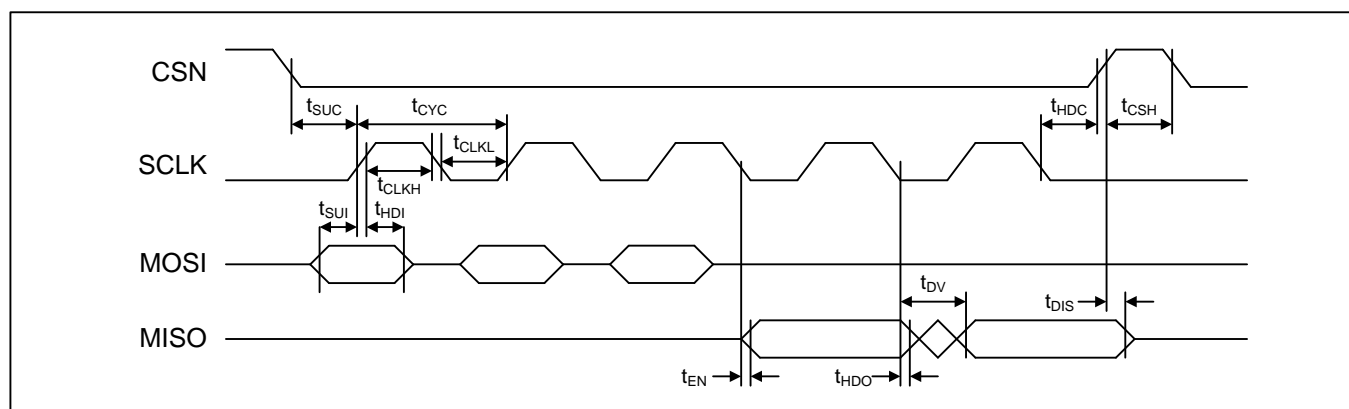 CSN
tSUC
tCYC
tHDC
tCSH
tCLKL
SCLK
tCLKH
tSUI
tHDI
MOSI
tDV
tDIS
MISO
tEN
tHDO